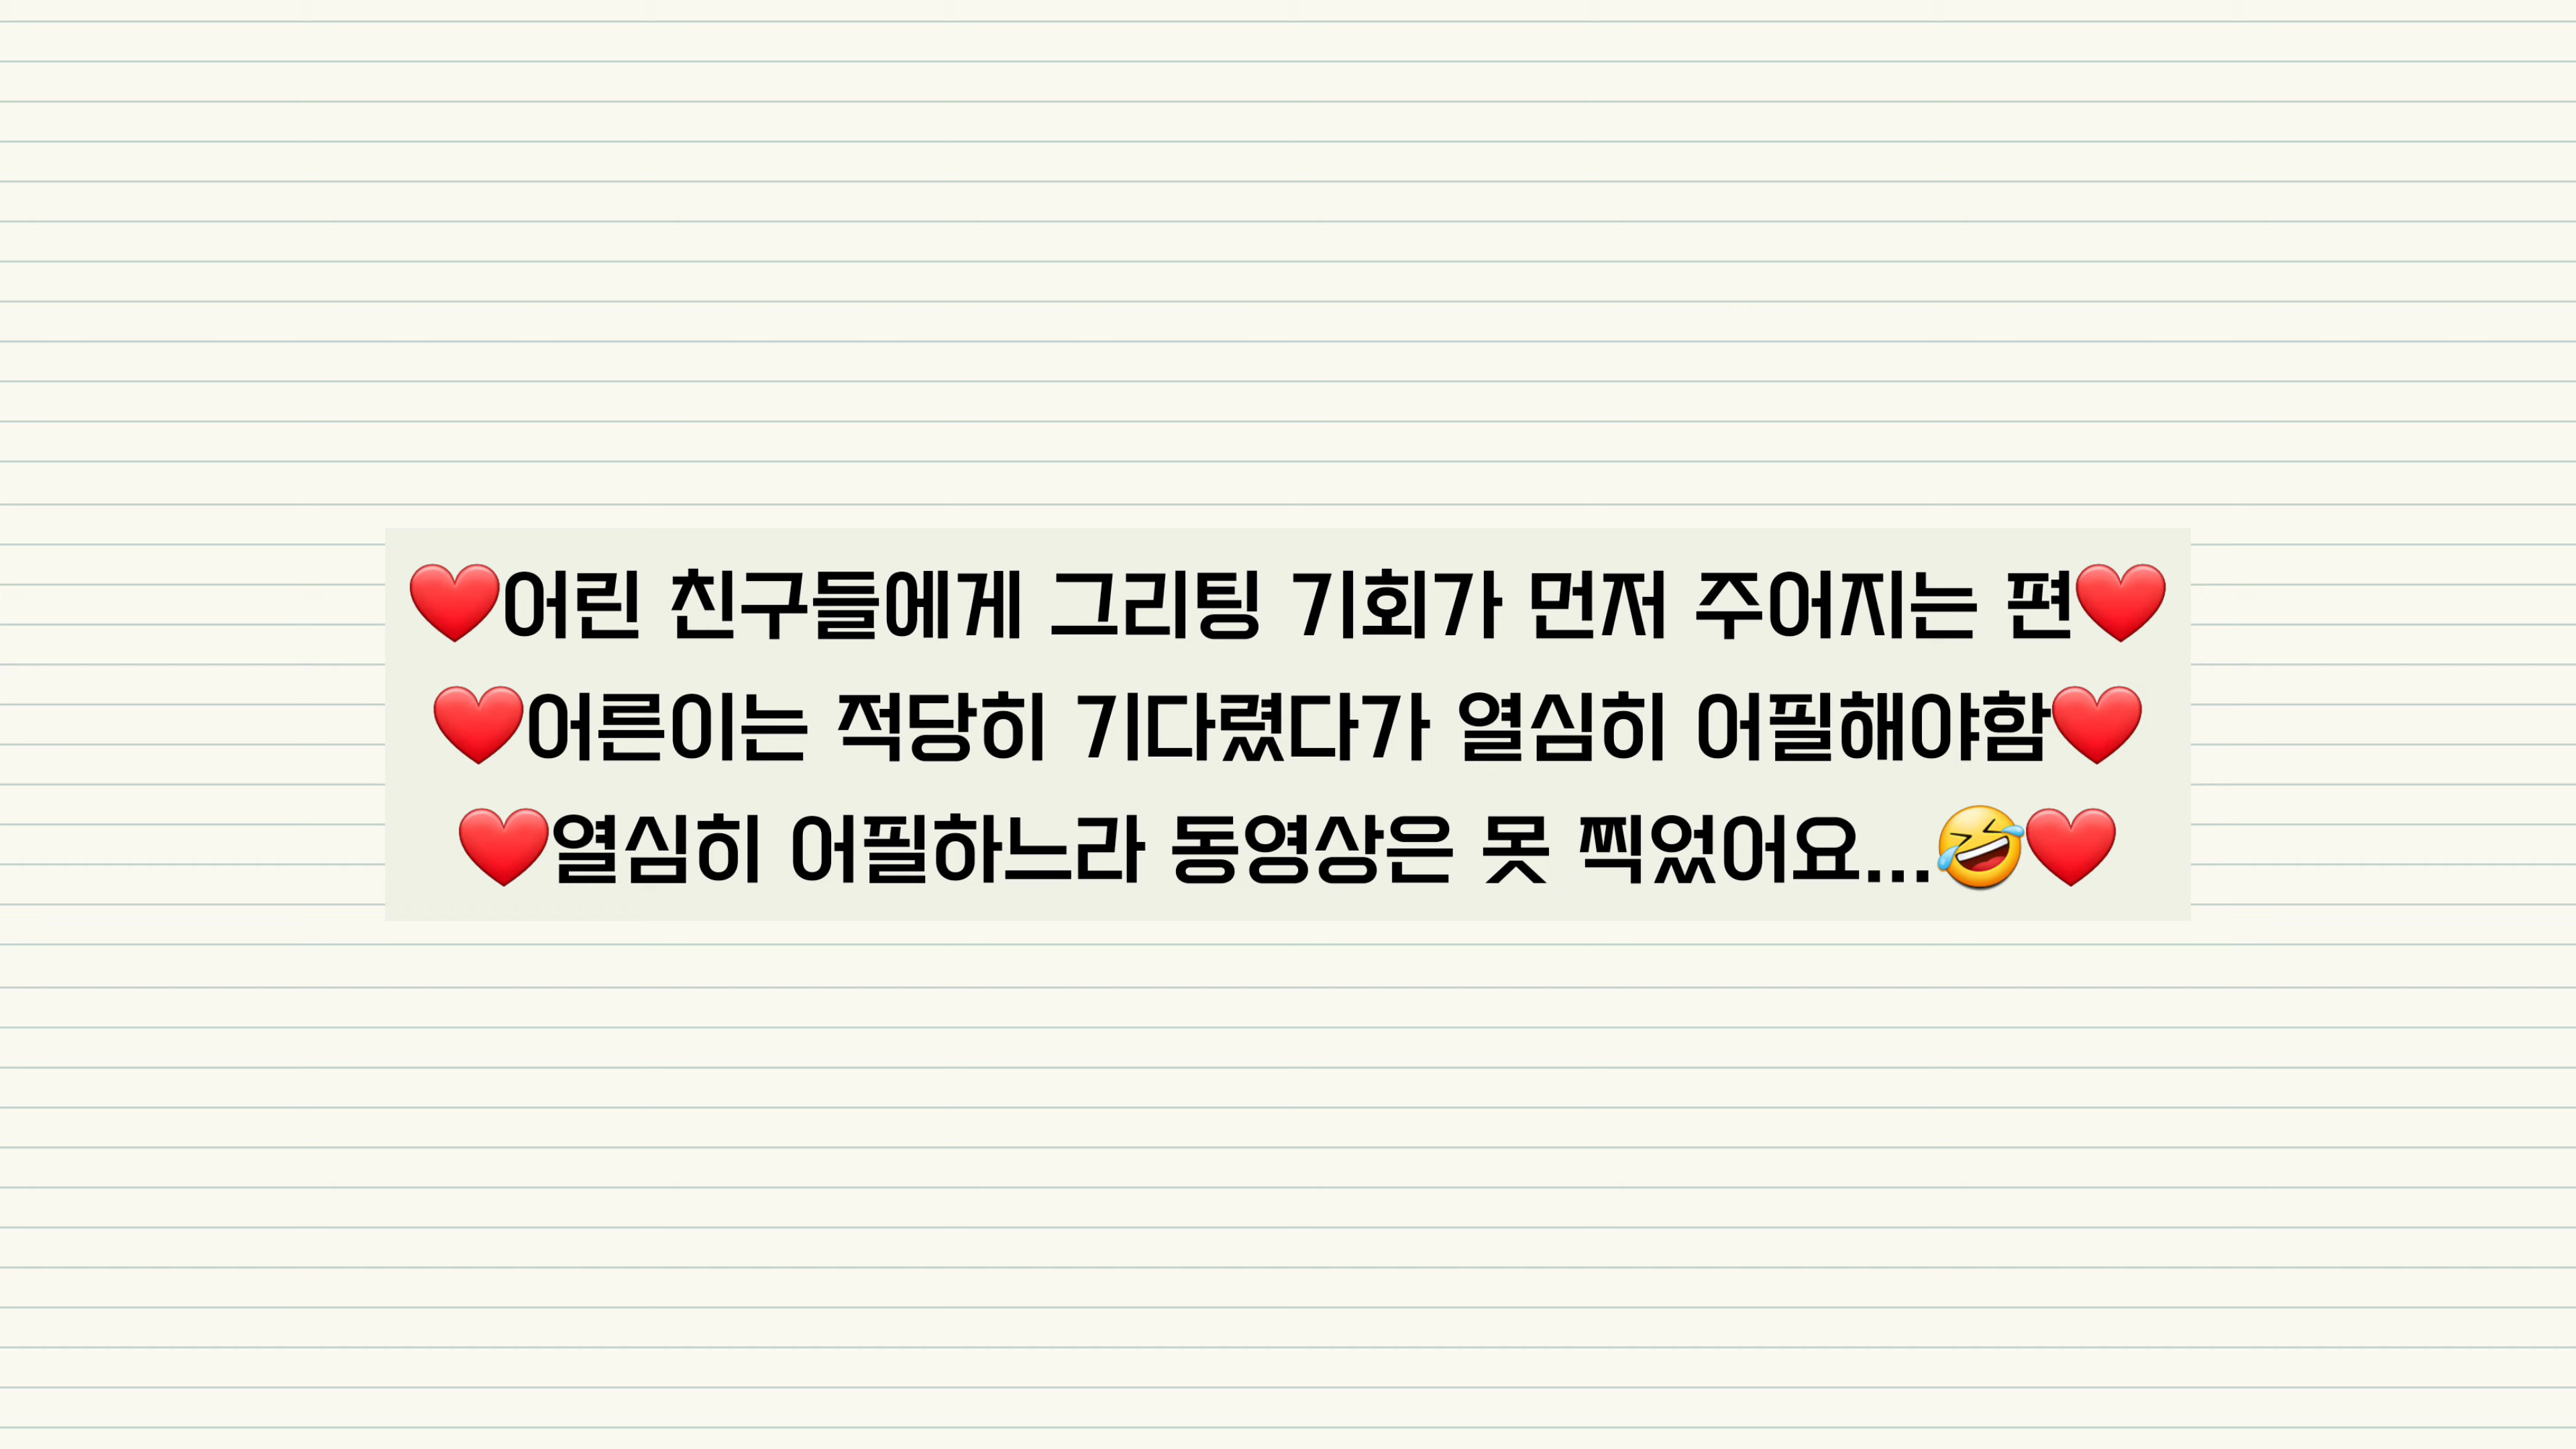 ❤️어린 친구들에게 그리팅 기회가 먼저 주어지는 편❤️
❤️어른이는 적당히 기다렸다가 열심히 어필해야함❤️
❤️열심히 어필하느라 동영상은 못 찍었어요...🤣❤️